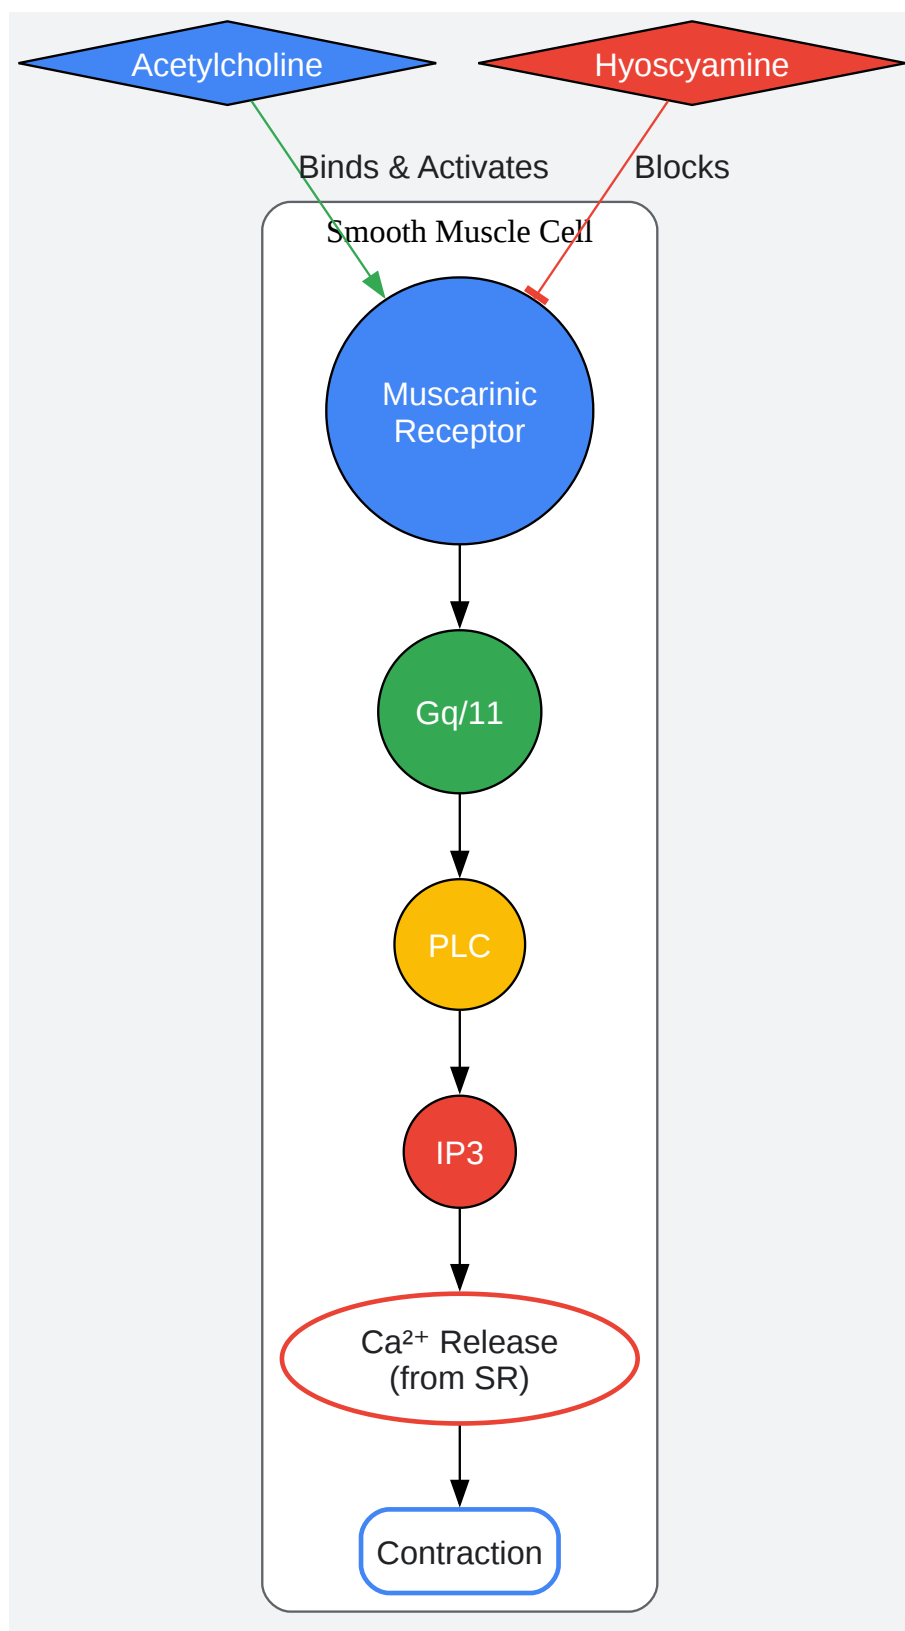 Acetylcholine
Hyoscyamine
Binds & Activates
Blocks
Smooth Muscle Cell
Muscarinic
Receptor
Gq/11
PLC
IP3
Ca²⁺ Release
(from SR)
Contraction